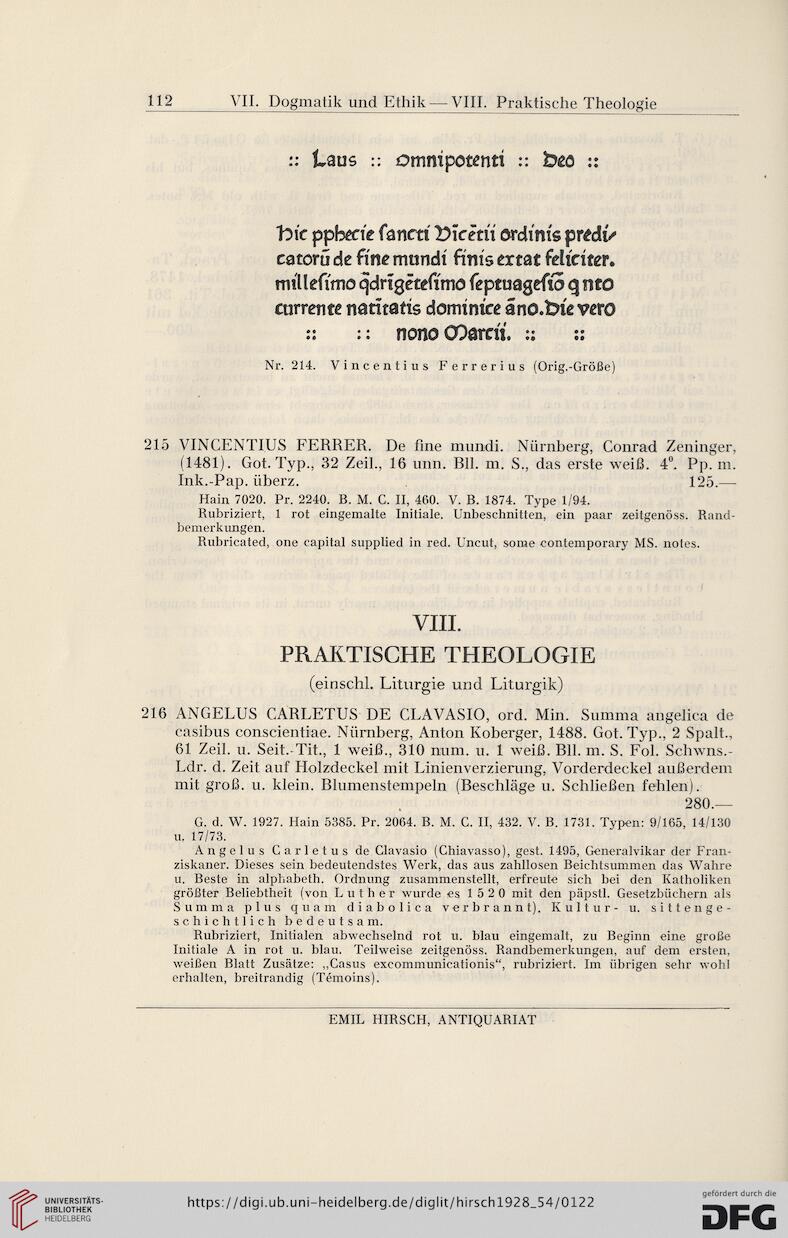 112 VII. Dogmatik und Ethik — VIII. Praktische Theologie
:: Laus :: Omnipotenti :: Deo ::
Hic pphecie sancti Vicētii ordinis predi⸗
catorū de fine mundi finis extat feliciter.
millesimo q̄drīgētesimo septuagesīo q̄nto
currente natītatis dominice āno. Die vero
:: :: nono Marcii. :: ::
Nr. 214. Vincentius Ferrerius (Orig.-Größe)
215 VINCENTIUS FERRER. De fine mundi. Nürnberg, Conrad Zeninger,
(1481). Got. Typ., 32 Zeil., 16 unn. Bll. m. S., das erste weiß. 4⁰. Pp. m.
Ink.-Pap. überz. 125.—
Hain 7020. Pr. 2240. B. M. C. II, 460. V. B. 1874. Type 1/94.
Rubriziert, 1 rot eingemalte Initiale. Unbeschnitten, ein paar zeitgenöss. Rand-
bemerkungen.
Rubricated, one capital supplied in red. Uncut, some contemporary MS. notes.
VIII.
PRAKTISCHE THEOLOGIE
(einschl. Liturgie und Liturgik)
216 ANGELUS CARLETUS DE CLAVASIO, ord. Min. Summa angelica de
casibus conscientiae. Nürnberg, Anton Koberger, 1488. Got. Typ., 2 Spalt.,
61 Zeil. u. Seit.-Tit., 1 weiß., 310 num. u. 1 weiß. Bll. m. S. Fol. Schwns.-
Ldr. d. Zeit auf Holzdeckel mit Linienverzierung, Vorderdeckel außerdem
mit groß. u. klein. Blumenstempeln (Beschläge u. Schließen fehlen).
280.—
G. d. W. 1927. Hain 5385. Pr. 2064. B. M. C. II, 432. V. B. 1731. Typen: 9/165, 14/130
u. 17/73.
Angelus Carletus de Clavasio (Chiavasso), gest. 1495, Generalvikar der Fran-
ziskaner. Dieses sein bedeutendstes Werk, das aus zahllosen Beichtsummen das Wahre
u. Beste in alphabeth. Ordnung zusammenstellt, erfreute sich bei den Katholiken
größter Beliebtheit (von Luther wurde es 1520 mit den päpstl. Gesetzbüchern als
Summa plus quam diabolica verbrannt). Kultur- u. sittenge-
schichtlich bedeutsam.
Rubriziert, Initialen abwechselnd rot u. blau eingemalt, zu Beginn eine große
Initiale A in rot u. blau. Teilweise zeitgenöss. Randbemerkungen, auf dem ersten,
weißen Blatt Zusätze: „Casus excommunicationis“, rubriziert. Im übrigen sehr wohl
erhalten, breitrandig (Témoins).
EMIL HIRSCH, ANTIQUARIAT
UNIVERSITÄTS-
BIBLIOTHEK
HEIDELBERG
https://digi.ub.uni-heidelberg.de/diglit/hirsch1928_54/0122
gefördert durch die
DFG